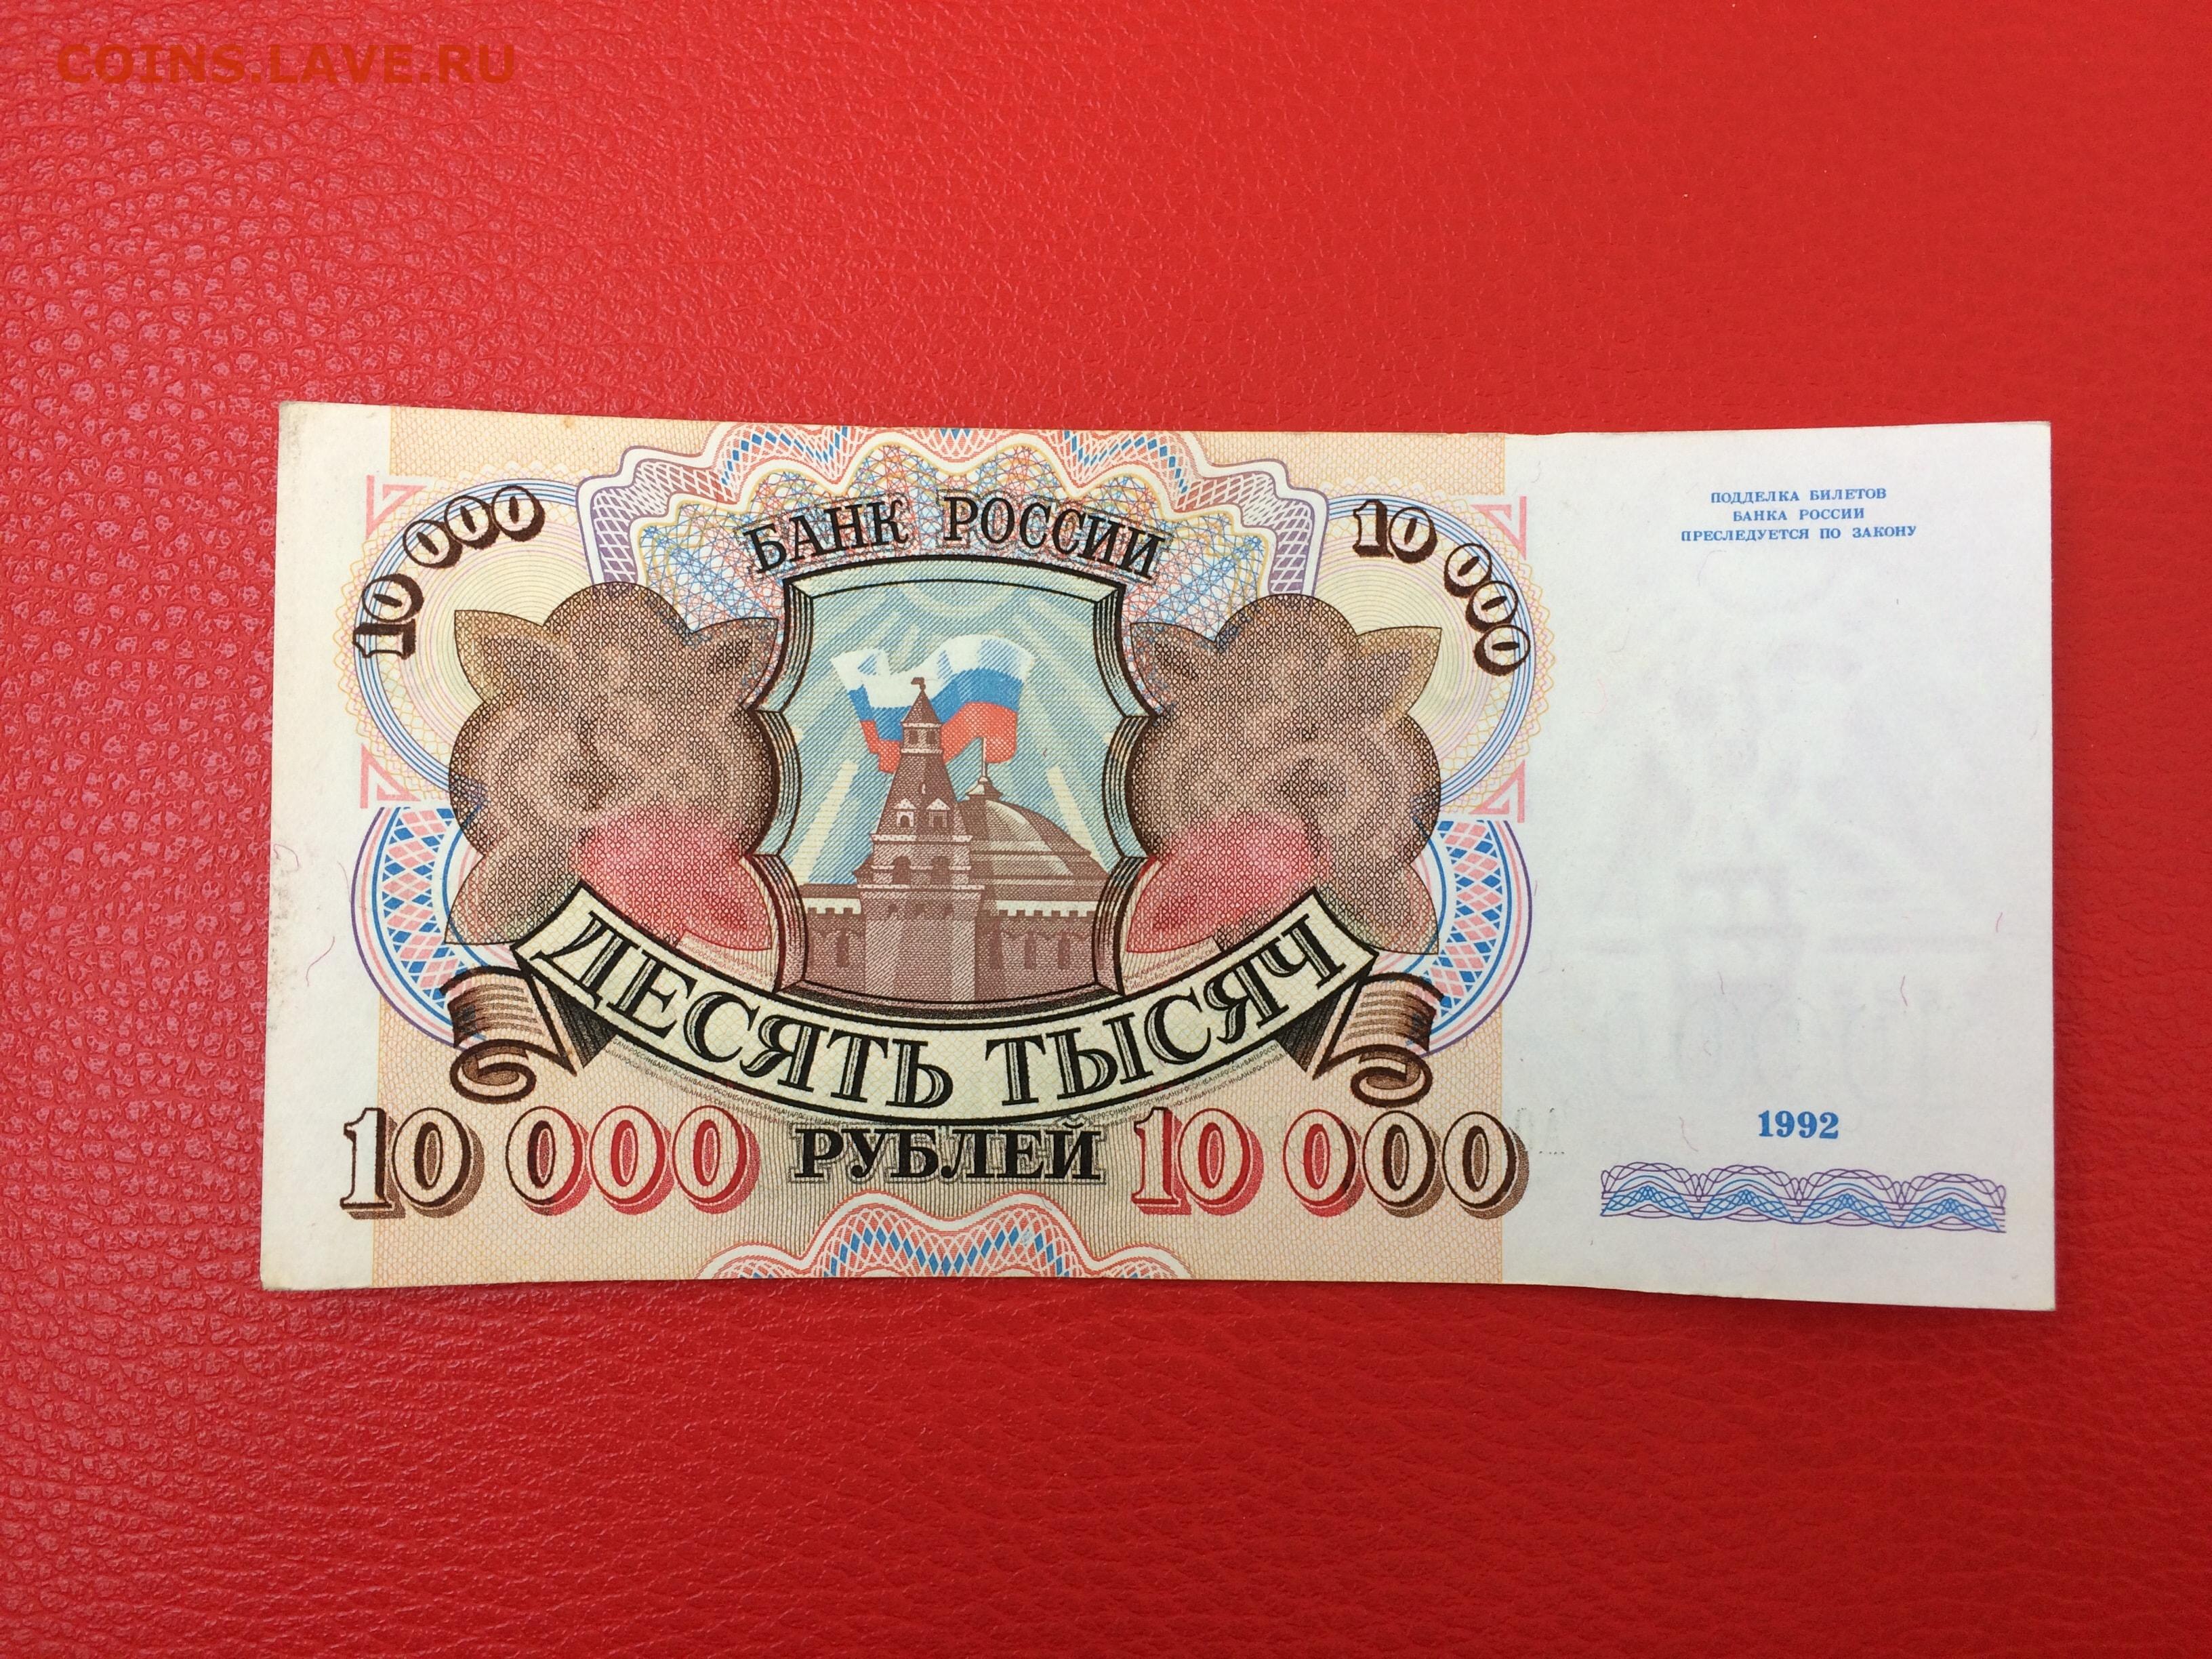 COINS.LAVE.RU
10 000
БАНК РОССИИ
10 000
ПОДДЕЛКА БИЛЕТОВ
БАНКА РОССИИ
ПРЕСЛЕДУЕТСЯ ПО ЗАКОНУ
ДЕСЯТЬ ТЫСЯЧ
10 000
РУБЛЕЙ
10 000
1992